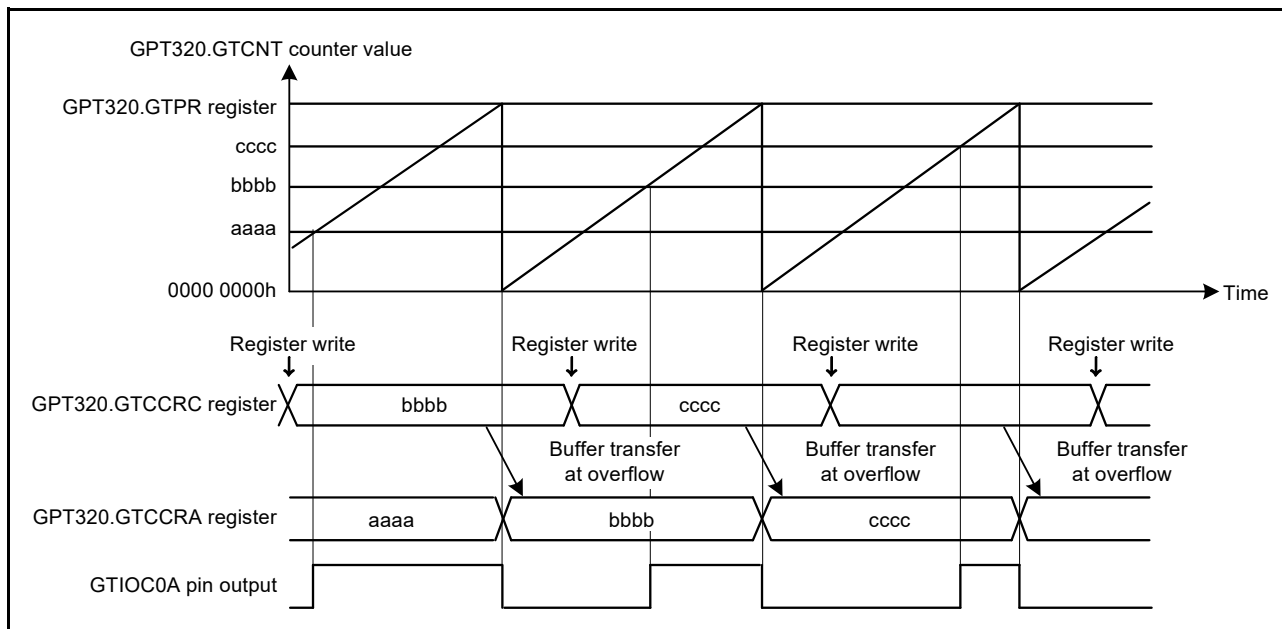 GPT320.GTCNT counter value
GPT320.GTPR register
cccc
bbbb
aaaa
0000 0000h
Time
Register write Register write Register write Register write
GPT320.GTCCRC register bbbb cccc
Buffer transfer at overflow
Buffer transfer at overflow
Buffer transfer at overflow
GPT320.GTCCRA register aaaa bbbb cccc
GTIOC0A pin output